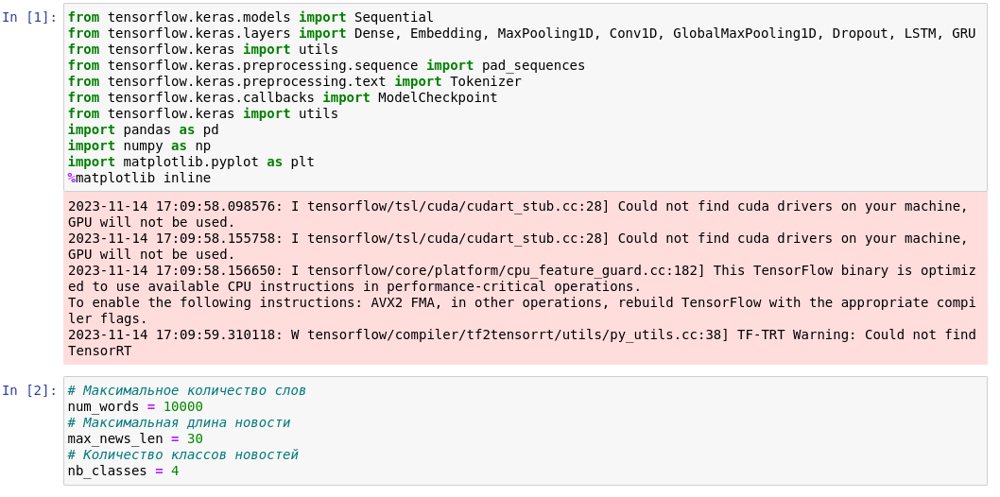 In [1]:
from tensorflow.keras.models import Sequential
from tensorflow.keras.layers import Dense, Embedding, MaxPooling1D, Conv1D, GlobalMaxPooling1D, Dropout, LSTM, GRU
from tensorflow.keras import utils
from tensorflow.keras.preprocessing.sequence import pad_sequences
from tensorflow.keras.preprocessing.text import Tokenizer
from tensorflow.keras.callbacks import ModelCheckpoint
from tensorflow.keras import utils
import pandas as pd
import numpy as np
import matplotlib.pyplot as plt
%matplotlib inline
2023-11-14 17:09:58.098576: I tensorflow/tsl/cuda/cudart_stub.cc:28] Could not find cuda drivers on your machine,
GPU will not be used.
2023-11-14 17:09:58.155758: I tensorflow/tsl/cuda/cudart_stub.cc:28] Could not find cuda drivers on your machine,
GPU will not be used.
2023-11-14 17:09:58.156650: I tensorflow/core/platform/cpu_feature_guard.cc:182] This TensorFlow binary is optimiz
ed to use available CPU instructions in performance-critical operations.
To enable the following instructions: AVX2 FMA, in other operations, rebuild TensorFlow with the appropriate compi
ler flags.
2023-11-14 17:09:59.310118: W tensorflow/compiler/tf2tensorrt/utils/py_utils.cc:38] TF-TRT Warning: Could not find
TensorRT
In [2]:
# Максимальное количество слов
num_words = 10000
# Максимальная длина новости
max_news_len = 30
# Количество классов новостей
nb_classes = 4